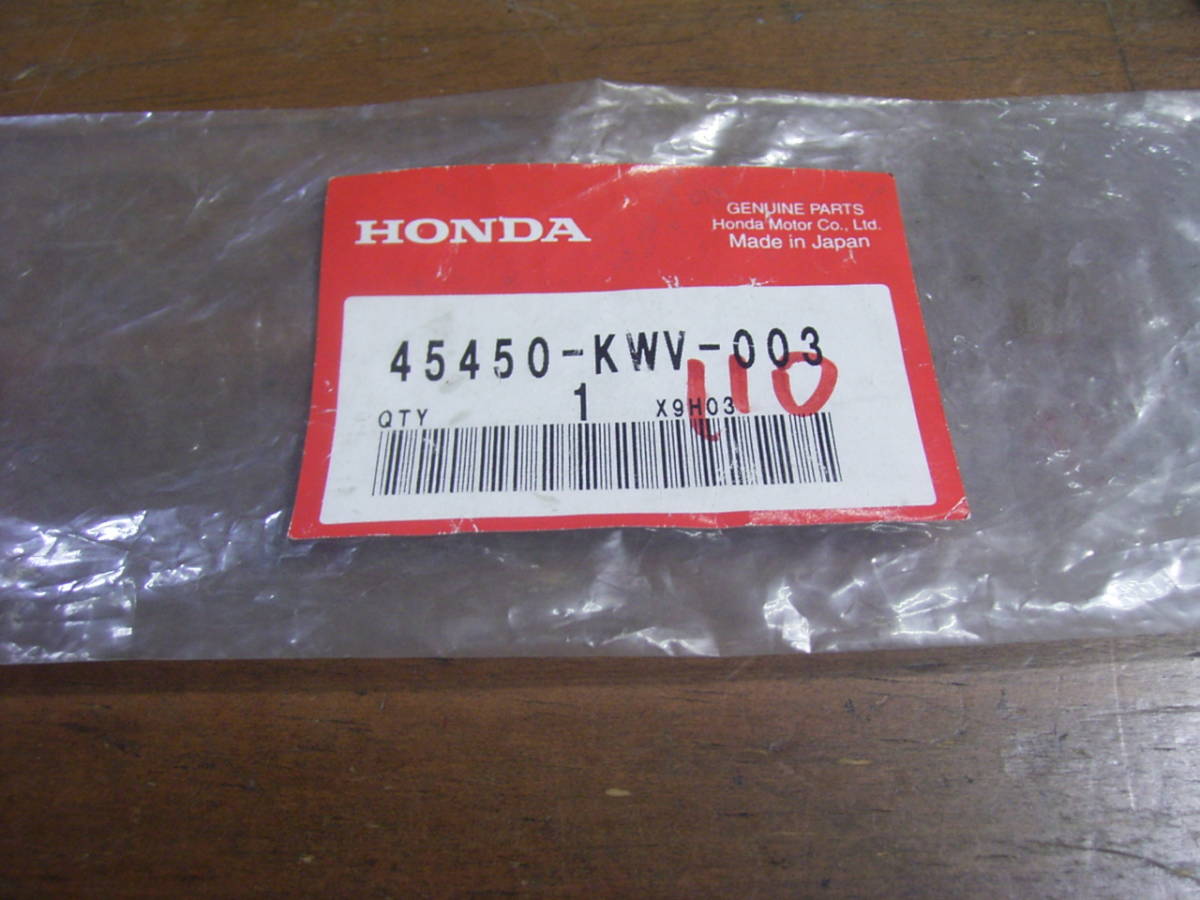 HONDA
GENUINE PARTS
Honda Motor Co., Ltd.
Made in Japan
45450-KWV-003
QTY 1 X9H03
110